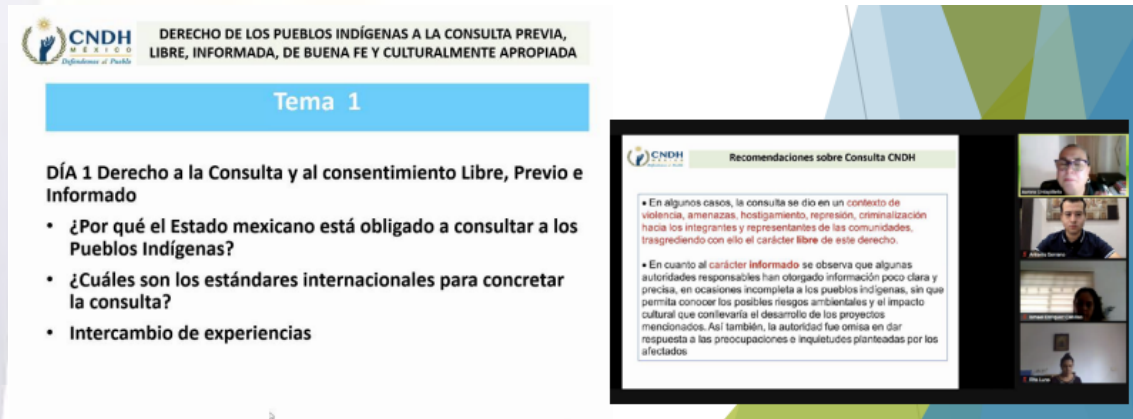 CNDH
MÉXICO
Defendemos al Pueblo
DERECHO DE LOS PUEBLOS INDÍGENAS A LA CONSULTA PREVIA,
LIBRE, INFORMADA, DE BUENA FE Y CULTURALMENTE APROPIADA
Tema 1
DÍA 1 Derecho a la Consulta y al consentimiento Libre, Previo e
Informado
• ¿Por qué el Estado mexicano está obligado a consultar a los
Pueblos Indígenas?
• ¿Cuáles son los estándares internacionales para concretar
la consulta?
• Intercambio de experiencias
CNDH
MÉXICO
Recomendaciones sobre Consulta CNDH
• En algunos casos, la consulta se dio en un contexto de
violencia, amenazas, hostigamiento, represión, criminalización
hacia los integrantes y representantes de las comunidades,
trasgrediendo con ello el carácter libre de este derecho.
• En cuanto al carácter informado se observa que algunas
autoridades responsables han otorgado información poco clara y
precisa, en ocasiones incompleta a los pueblos indígenas, sin que
permita conocer los posibles riesgos ambientales y el impacto
cultural que conllevaría el desarrollo de los proyectos
mencionados. Así también, la autoridad fue omisa en dar
respuesta a las preocupaciones e inquietudes planteadas por los
afectados